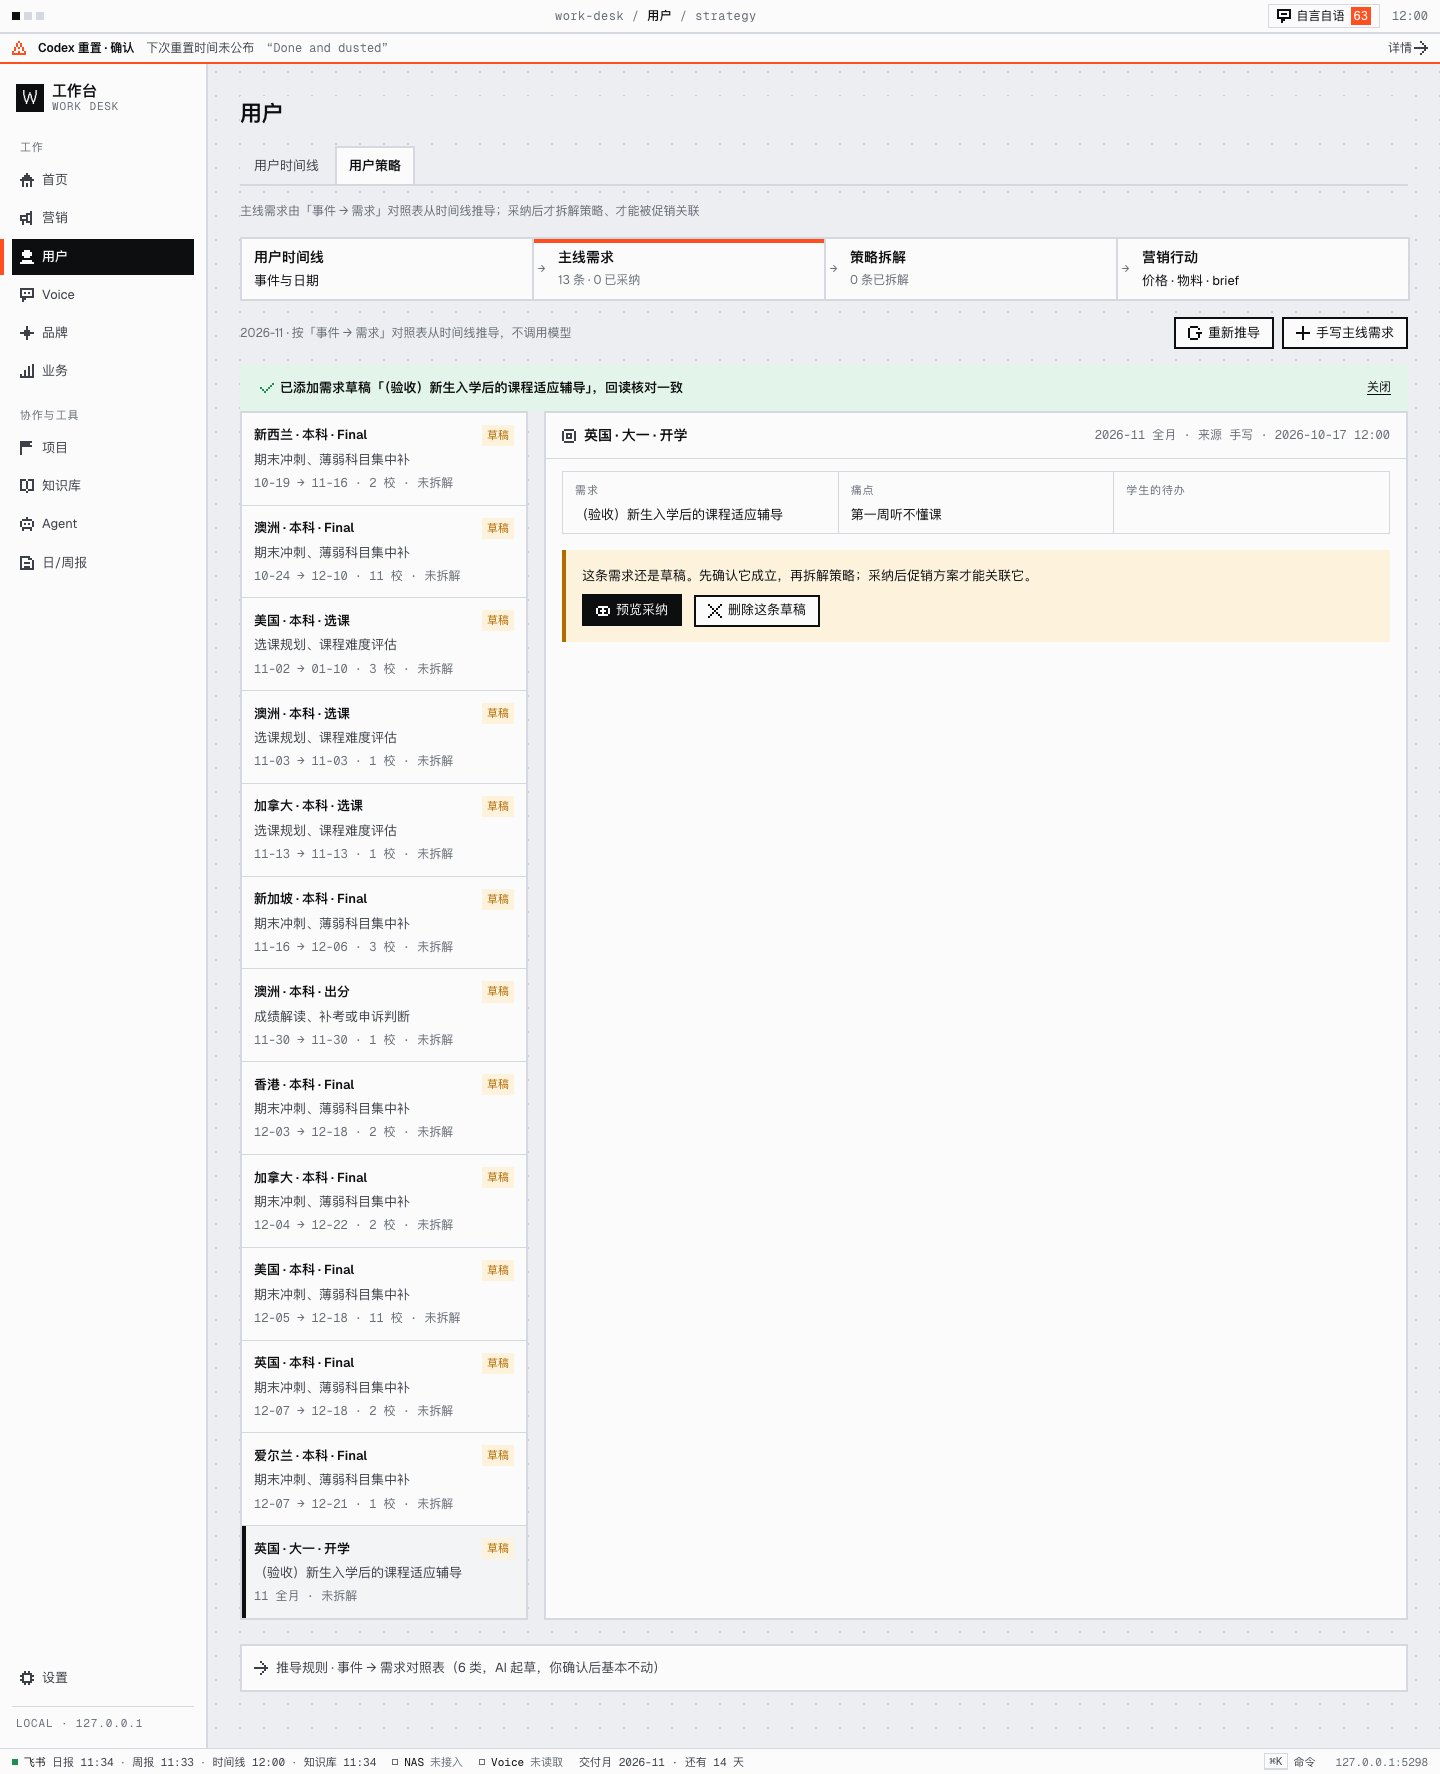 work-desk / 用户 / strategy
自言自语 63
12:00
Codex 重置·确认 下次重置时间未公布 “Done and dusted”
详情
W 工作台
WORK DESK
工作
首页
营销
用户
Voice
品牌
业务
协作与工具
项目
知识库
Agent
日/周报
设置
LOCAL · 127.0.0.1
用户
用户时间线 用户策略
主线需求由「事件 → 需求」对照表从时间线推导；采纳后才拆解策略、才能被促销关联
用户时间线
事件与日期
→
主线需求
13 条 · 0 已采纳
→
策略拆解
0 条已拆解
→
营销行动
价格 · 物料 · brief
2026-11 · 按「事件 → 需求」对照表从时间线推导，不调用模型
重新推导
手写主线需求
已添加需求草稿「（验收）新生入学后的课程适应辅导」，回读核对一致
关闭
新西兰 · 本科 · Final 草稿
期末冲刺、薄弱科目集中补
10-19 → 11-16 · 2 校 · 未拆解
澳洲 · 本科 · Final 草稿
期末冲刺、薄弱科目集中补
10-24 → 12-10 · 11 校 · 未拆解
美国 · 本科 · 选课 草稿
选课规划、课程难度评估
11-02 → 01-10 · 3 校 · 未拆解
澳洲 · 本科 · 选课 草稿
选课规划、课程难度评估
11-03 → 11-03 · 1 校 · 未拆解
加拿大 · 本科 · 选课 草稿
选课规划、课程难度评估
11-13 → 11-13 · 1 校 · 未拆解
新加坡 · 本科 · Final 草稿
期末冲刺、薄弱科目集中补
11-16 → 12-06 · 3 校 · 未拆解
澳洲 · 本科 · 出分 草稿
成绩解读、补考或申诉判断
11-30 → 11-30 · 1 校 · 未拆解
香港 · 本科 · Final 草稿
期末冲刺、薄弱科目集中补
12-03 → 12-18 · 2 校 · 未拆解
加拿大 · 本科 · Final 草稿
期末冲刺、薄弱科目集中补
12-04 → 12-22 · 2 校 · 未拆解
美国 · 本科 · Final 草稿
期末冲刺、薄弱科目集中补
12-05 → 12-18 · 11 校 · 未拆解
英国 · 本科 · Final 草稿
期末冲刺、薄弱科目集中补
12-07 → 12-18 · 2 校 · 未拆解
爱尔兰 · 本科 · Final 草稿
期末冲刺、薄弱科目集中补
12-07 → 12-21 · 1 校 · 未拆解
英国 · 大一 · 开学 草稿
（验收）新生入学后的课程适应辅导
11 全月 · 未拆解
英国 · 大一 · 开学
2026-11 全月 · 来源 手写 · 2026-10-17 12:00
需求
（验收）新生入学后的课程适应辅导
痛点
第一周听不懂课
学生的待办
这条需求还是草稿。先确认它成立，再拆解策略；采纳后促销方案才能关联它。
预览采纳
删除这条草稿
推导规则 · 事件 → 需求对照表（6 类，AI 起草，你确认后基本不动）
飞书 日报 11:34 · 周报 11:33 · 时间线 12:00 · 知识库 11:34 NAS 未接入 Voice 未读取 交付月 2026-11 · 还有 14 天
⌘K 命令 127.0.0.1:5298